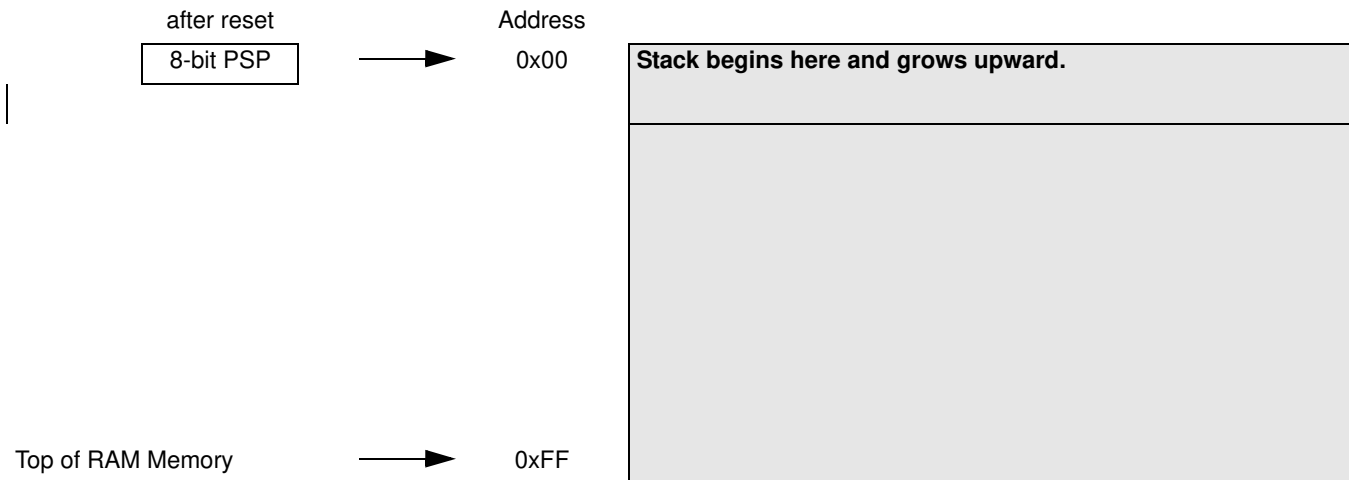 after reset Address
8-bit PSP 0x00 Stack begins here and grows upward.
Top of RAM Memory 0xFF